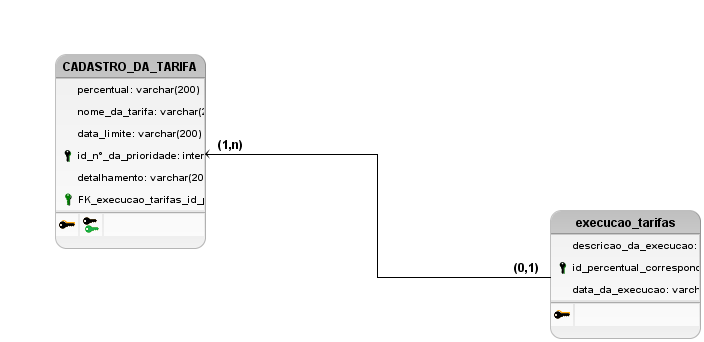 CADASTRO_DA_TARIFA
percentual: varchar(200)
nome_da_tarifa: varchar(2
data_limite: varchar(200)
(1,n)
id_n°_da_prioridade: inter
detalhamento: varchar(20
FK_execucao_tarifas_id_p
execucao_tarifas
descricao_da_execucao:
(0,1)
id_percentual_correspond
data_da_execucao: varch